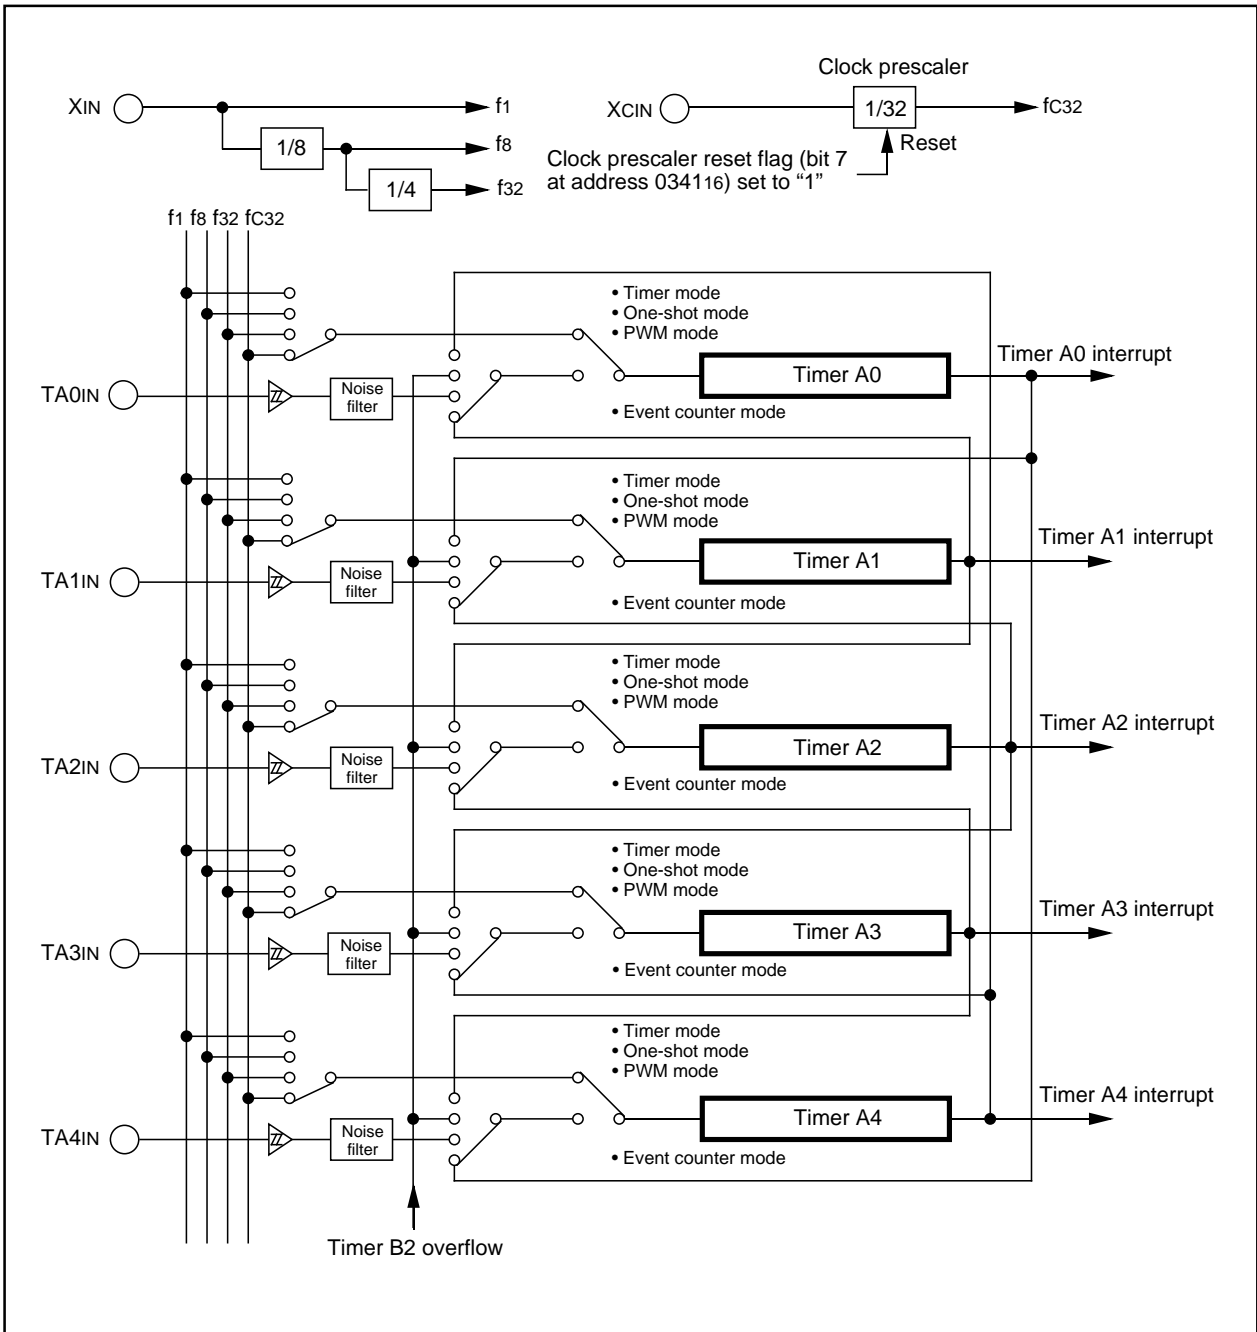 Clock prescaler
XIN
f1
XCIN
1/32
fC32
1/8
f8
Reset
Clock prescaler reset flag (bit 7
at address 034116) set to “1”
1/4
f32
f1 f8 f32 fC32
• Timer mode
• One-shot mode
• PWM mode
Timer A0 interrupt
Timer A0
TA0IN
Noise
filter
• Event counter mode
• Timer mode
• One-shot mode
• PWM mode
Timer A1 interrupt
Timer A1
TA1IN
Noise
filter
• Event counter mode
• Timer mode
• One-shot mode
• PWM mode
Timer A2 interrupt
Timer A2
TA2IN
Noise
filter
• Event counter mode
• Timer mode
• One-shot mode
• PWM mode
Timer A3 interrupt
Timer A3
TA3IN
Noise
filter
• Event counter mode
• Timer mode
• One-shot mode
• PWM mode
Timer A4 interrupt
Timer A4
TA4IN
Noise
filter
• Event counter mode
Timer B2 overflow